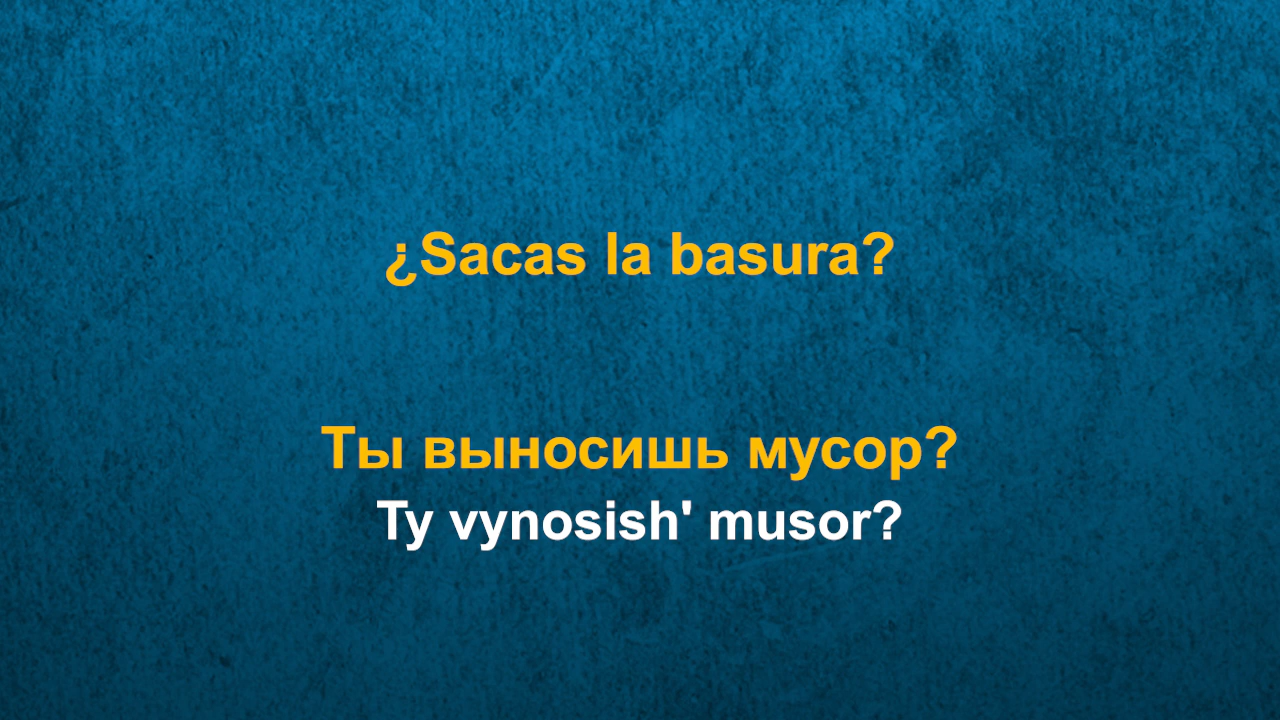 ¿Sacas la basura?
Ты выносишь мусор?
Ty vynosish' musor?